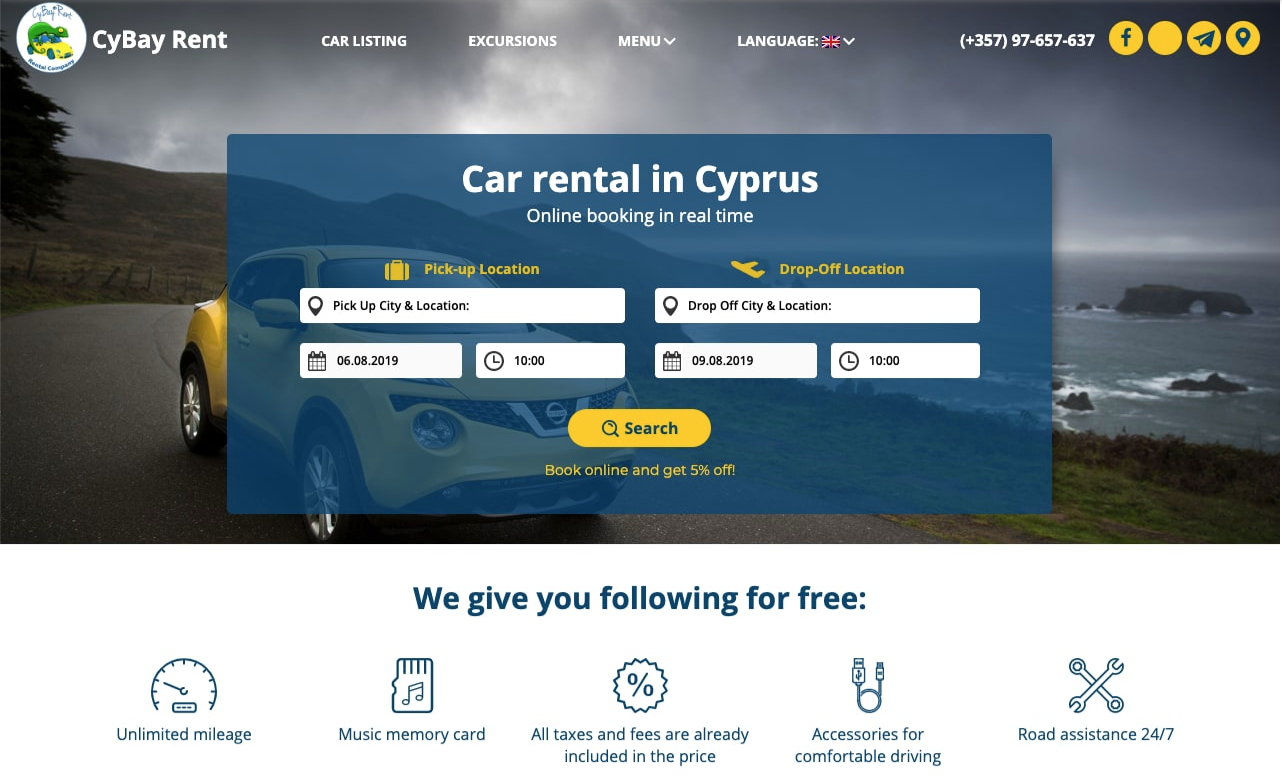 CyBay Rent
Rental Company
CyBay Rent
CAR LISTING
EXCURSIONS
MENU
LANGUAGE:
(+357) 97-657-637
Car rental in Cyprus
Online booking in real time
Pick-up Location
Drop-Off Location
Pick Up City & Location:
Drop Off City & Location:
06.08.2019
10:00
09.08.2019
10:00
Search
Book online and get 5% off!
We give you following for free:
Unlimited mileage
Music memory card
%
All taxes and fees are already
included in the price
Accessories for
comfortable driving
Road assistance 24/7